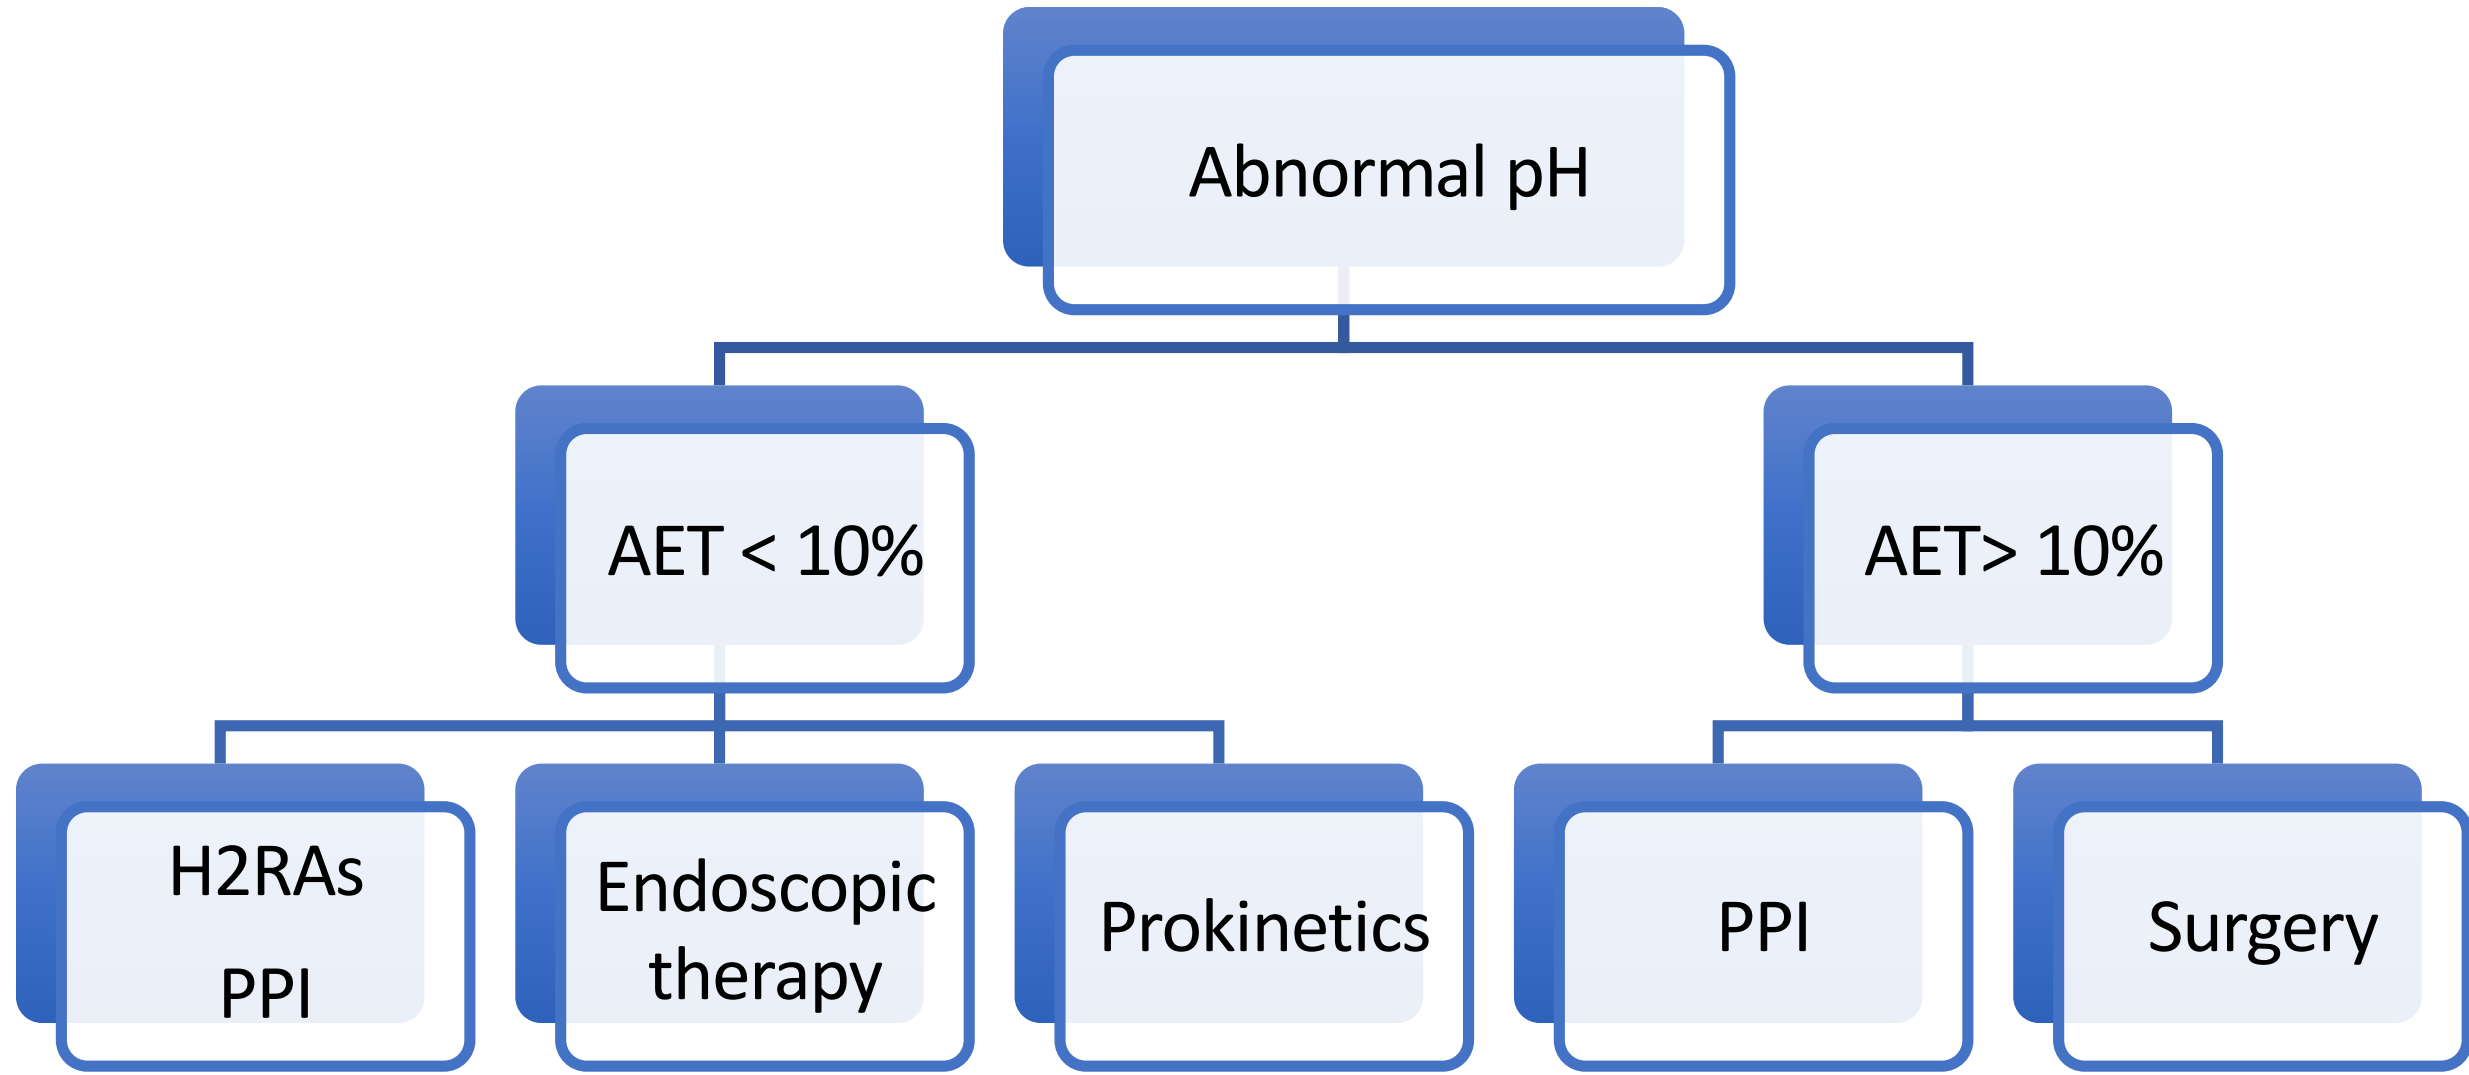 Abnormal pH
AET < 10%
AET> 10%
H2RAs
PPI
Endoscopic
therapy
Prokinetics
PPI
Surgery